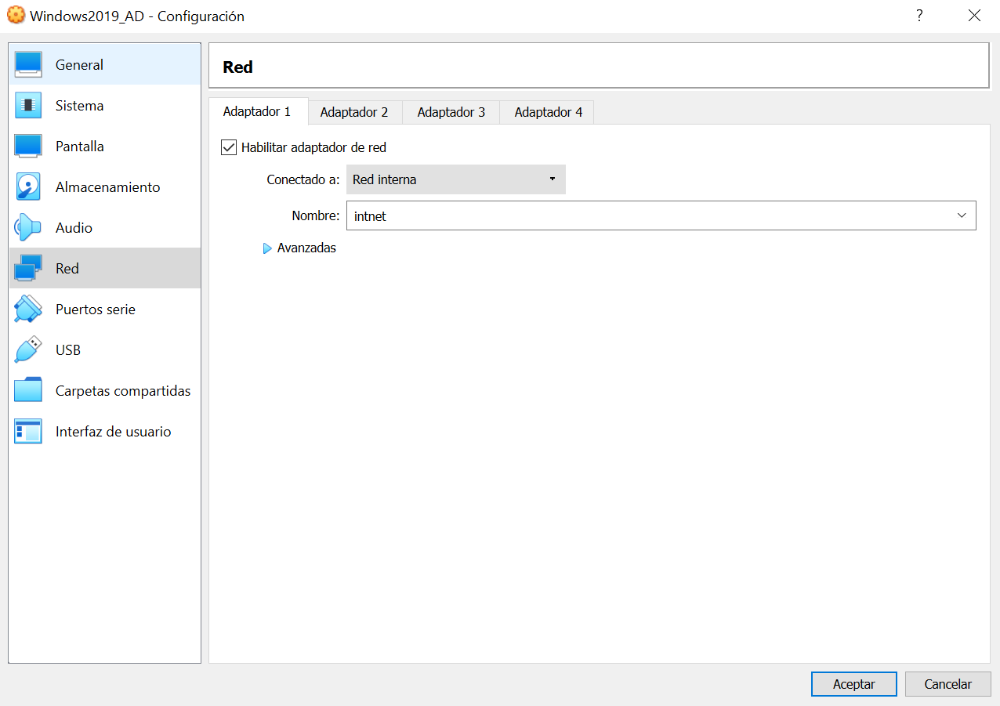 Windows2019_AD - Configuración
?
General
Sistema
Pantalla
Almacenamiento
Audio
Red
Puertos serie
USB
Carpetas compartidas
Interfaz de usuario
Red
Adaptador 1 Adaptador 2 Adaptador 3 Adaptador 4
Habilitar adaptador de red
Conectado a: Red interna
Nombre: intnet
Avanzadas
Aceptar Cancelar